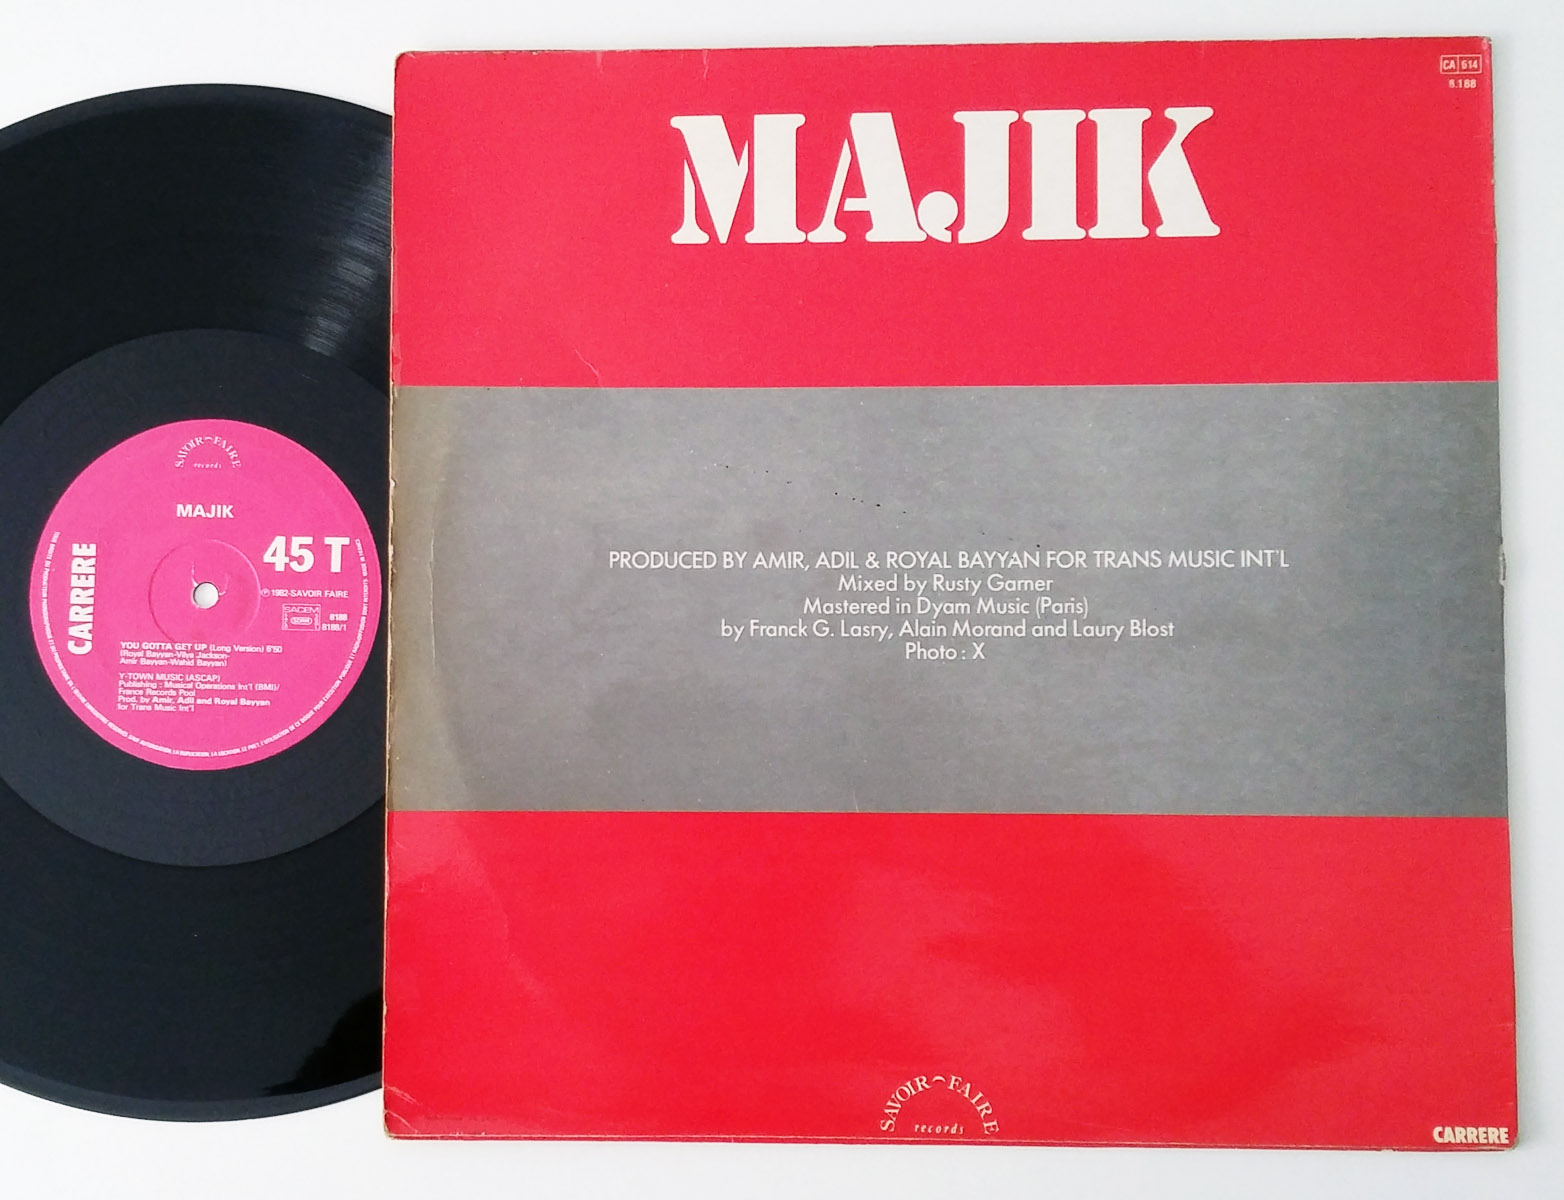 SAVOIR FAIRE
records
MAJIK
45 T
CARRERE
℗ 1982-SAVOIR FAIRE
SACEM
8188
8188/1
YOU GOTTA GET UP (Long Version) 6'50
(Royal Bayyan-Vilya Jackson-
Amir Bayyan-Wahid Bayyan)
Y-TOWN MUSIC (ASCAP)
Publishing : Musical Operations Int'l (BMI)/
France Records Pool
Prod. by Amir, Adil and Royal Bayyan
for Trans Music Int'l
CA 614
8.188
MAJIK
PRODUCED BY AMIR, ADIL & ROYAL BAYYAN FOR TRANS MUSIC INT'L
Mixed by Rusty Garner
Mastered in Dyam Music (Paris)
by Franck G. Lasry, Alain Morand and Laury Blost
Photo : X
SAVOIR FAIRE
records
CARRERE